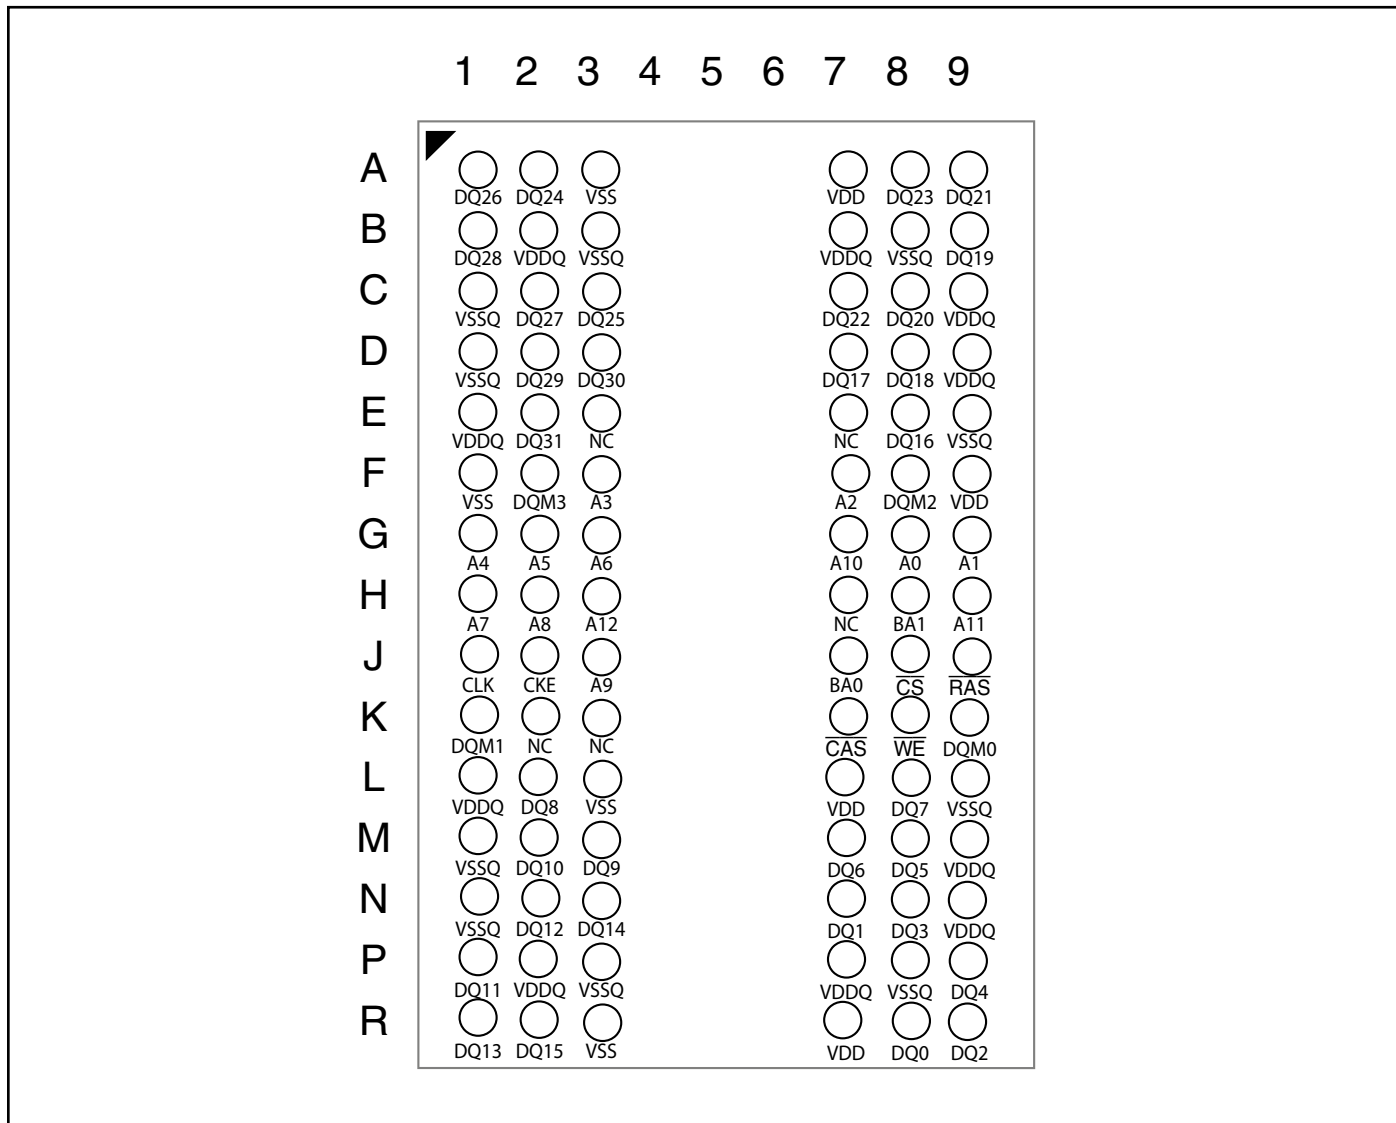 1 2 3 4 5 6 7 8 9
A
DQ26 DQ24 VSS VDD DQ23 DQ21
B
DQ28 VDDQ VSSQ VDDQ VSSQ DQ19
C
VSSQ DQ27 DQ25 DQ22 DQ20 VDDQ
D
VSSQ DQ29 DQ30 DQ17 DQ18 VDDQ
E
VDDQ DQ31 NC NC DQ16 VSSQ
F
VSS DQM3 A3 A2 DQM2 VDD
G
A4 A5 A6 A10 A0 A1
H
A7 A8 A12 NC BA1 A11
J
CLK CKE A9 BA0 C̅S̅ R̅A̅S̅
K
DQM1 NC NC C̅A̅S̅ W̅E̅ DQM0
L
VDDQ DQ8 VSS VDD DQ7 VSSQ
M
VSSQ DQ10 DQ9 DQ6 DQ5 VDDQ
N
VSSQ DQ12 DQ14 DQ1 DQ3 VDDQ
P
DQ11 VDDQ VSSQ VDDQ VSSQ DQ4
R
DQ13 DQ15 VSS VDD DQ0 DQ2